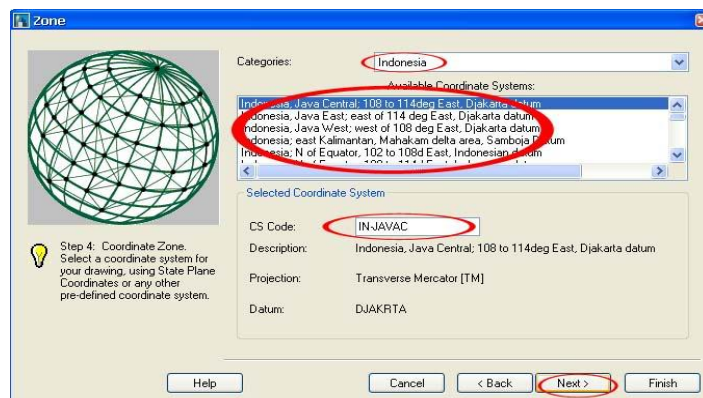 Zone
Categories:
Indonesia
Available Coordinate Systems:
Indonesia, Java Central; 108 to 114deg East, Djakarta datum
Indonesia, Java East; east of 114 deg East, Djakarta datum
Indonesia, Java West; west of 108 deg East, Djakarta datum
Indonesia; east Kalimantan, Mahakam delta area, Samboja Datum
Indonesia; N of Equator, 102 to 108d East, Indonesian datum
Selected Coordinate System
CS Code:
IN-JAVAC
Description:
Indonesia, Java Central; 108 to 114deg East, Djakarta datum
Projection:
Transverse Mercator [TM]
Datum:
DJAKRTA
Step 4: Coordinate Zone.
Select a coordinate system for
your drawing, using State Plane
Coordinates or any other
pre-defined coordinate system.
Help
Cancel
< Back
Next >
Finish